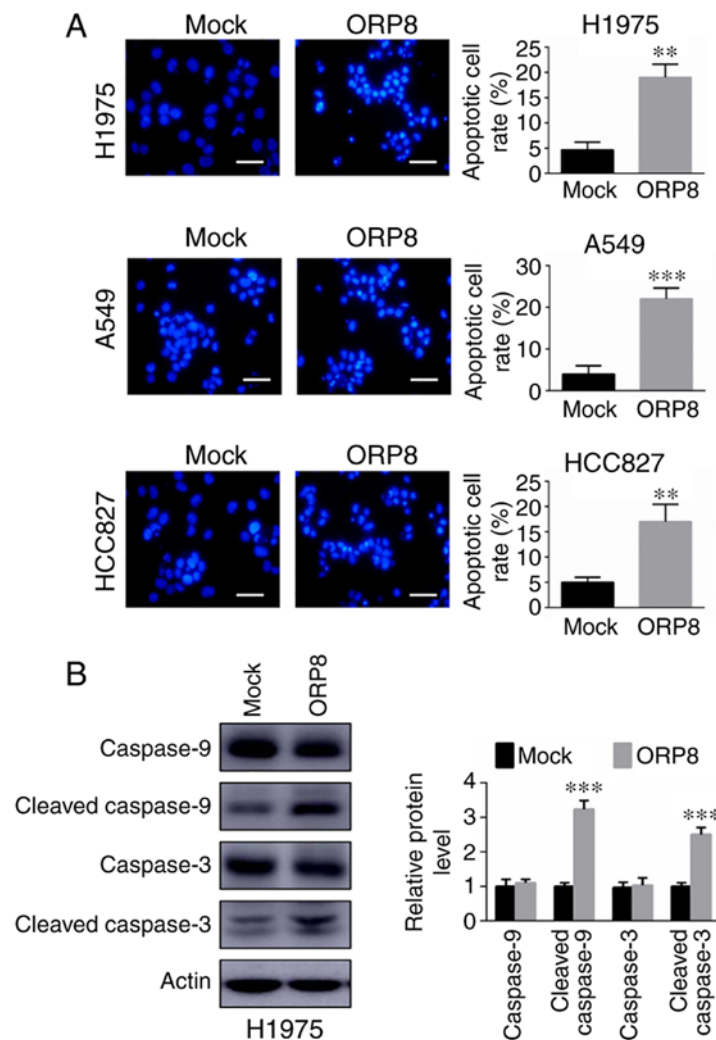 A
Mock
ORP8
H1975
H1975
Apoptotic cell
rate (%)
25
20
15
10
5
0
**
Mock
ORP8
Mock
ORP8
A549
A549
Apoptotic cell
rate (%)
30
20
10
0
***
Mock
ORP8
Mock
ORP8
HCC827
HCC827
Apoptotic cell
rate (%)
25
20
15
10
5
0
**
Mock
ORP8
B
Mock
ORP8
Caspase-9
Cleaved caspase-9
Caspase-3
Cleaved caspase-3
Actin
H1975
Mock
ORP8
Relative protein
level
4
3
2
1
0
***
***
Caspase-9
Cleaved
caspase-9
Caspase-3
Cleaved
caspase-3